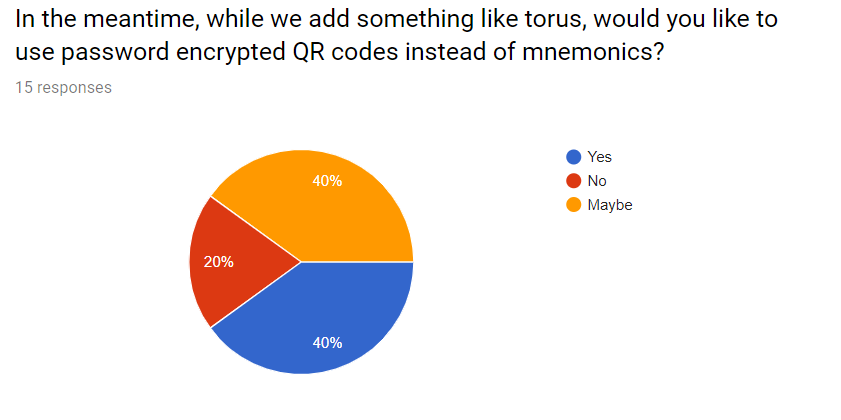 In the meantime, while we add something like torus, would you like to
use password encrypted QR codes instead of mnemonics?
15 responses
40%
20%
40%
Yes
No
Maybe